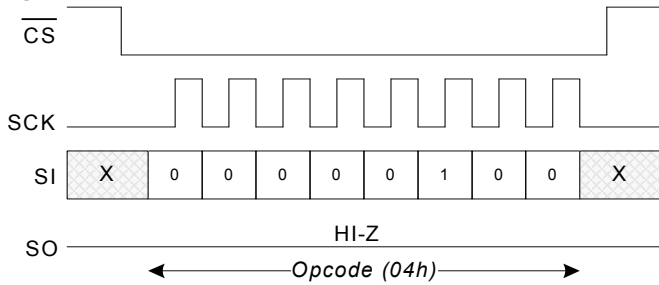 CS
SCK
SI X 0 0 0 0 0 1 0 0 X
HI-Z
SO
Opcode (04h)